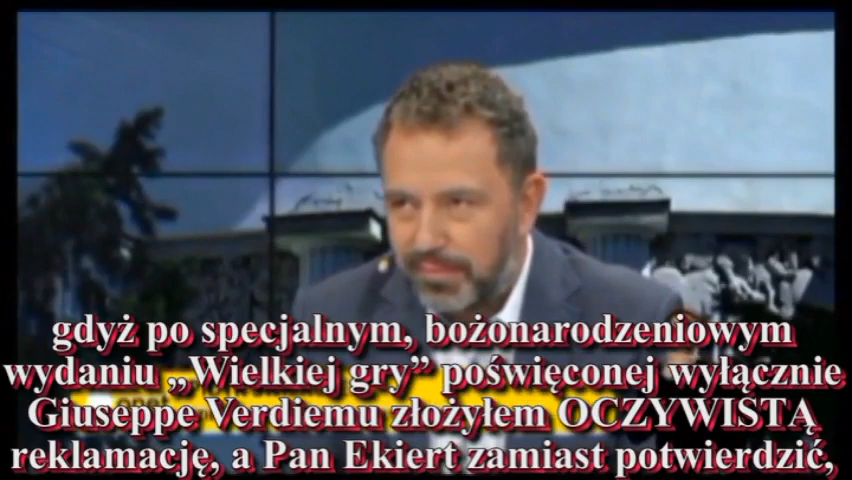 gdyż po specjalnym, bożonarodzeniowym
wydaniu „Wielkiej gry” poświęconej wyłącznie
Giuseppe Verdiemu złożyłem OCZYWISTĄ
reklamację, a Pan Ekiert zamiast potwierdzić,